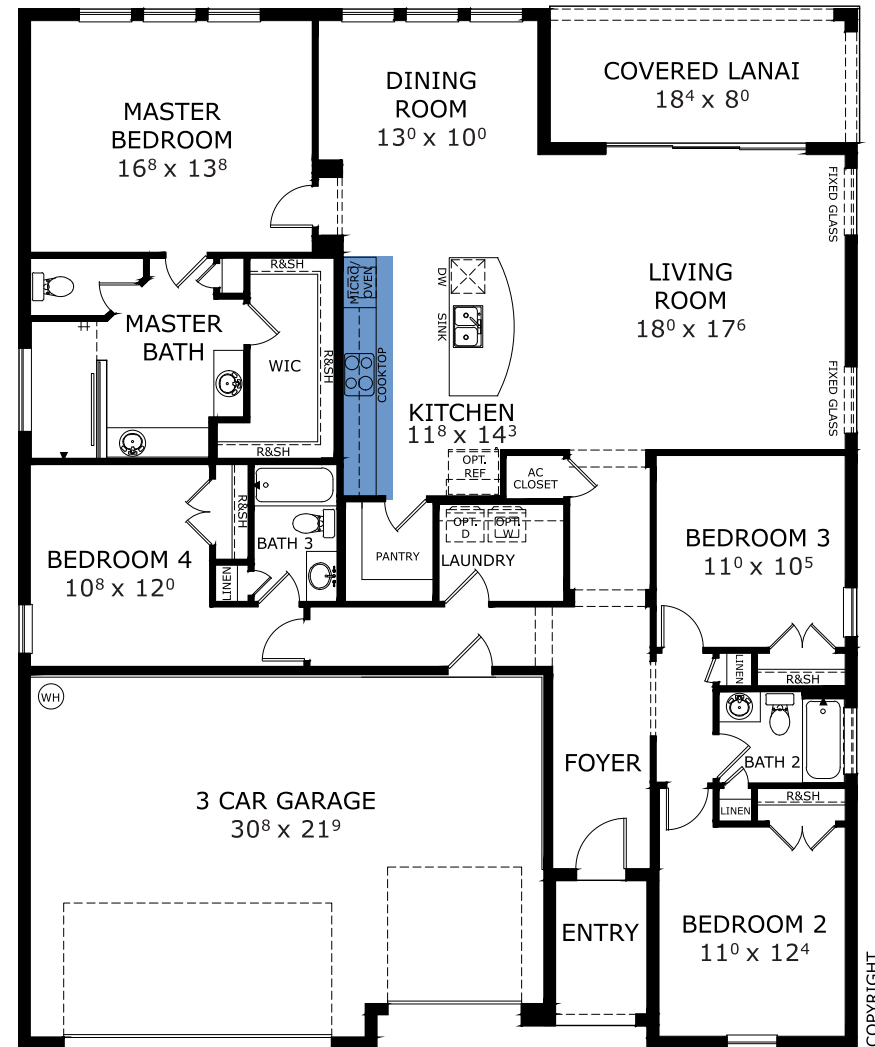 COVERED LANAI
18⁴ x 8⁰
DINING
ROOM
13⁰ x 10⁰
MASTER
BEDROOM
16⁸ x 13⁸
FIXED GLASS
R&SH
MICRO/
OVEN
DW
SINK
LIVING
ROOM
18⁰ x 17⁶
MASTER
BATH
WIC
R&SH
COOKTOP
FIXED GLASS
KITCHEN
11⁸ x 14³
R&SH
OPT.
REF
AC
CLOSET
R&SH
OPT.
D
OPT.
W
BATH 3
PANTRY
LAUNDRY
BEDROOM 4
10⁸ x 12⁰
LINEN
BEDROOM 3
11⁰ x 10⁵
LINEN
R&SH
WH
FOYER
BATH 2
3 CAR GARAGE
30⁸ x 21⁹
R&SH
LINEN
ENTRY
BEDROOM 2
11⁰ x 12⁴
COPYRIGHT